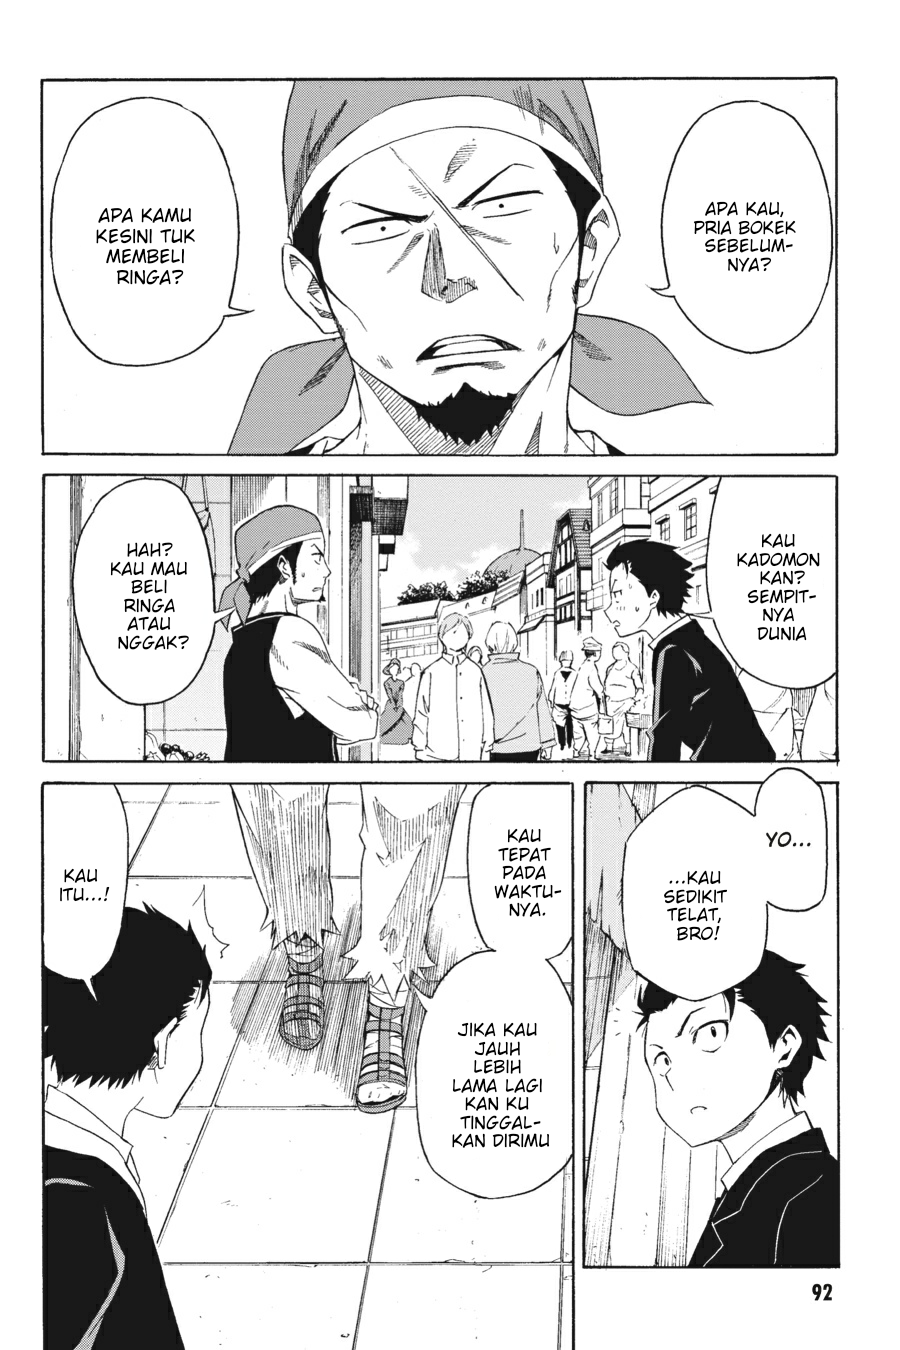 APA KAU,
PRIA BOKEK
SEBELUM-
NYA?
APA KAMU
KESINI TUK
MEMBELI
RINGA?
KAU
KADOMON
KAN?
SEMPIT-
NYA
DUNIA
HAH?
KAU MAU
BELI
RINGA
ATAU
NGGAK?
YO...
...KAU
SEDIKIT
TELAT,
BRO!
KAU
TEPAT
PADA
WAKTU-
NYA.
JIKA KAU
JAUH
LEBIH
LAMA LAGI
KAN KU
TINGGAL-
KAN DIRIMU
KAU
ITU...!
92